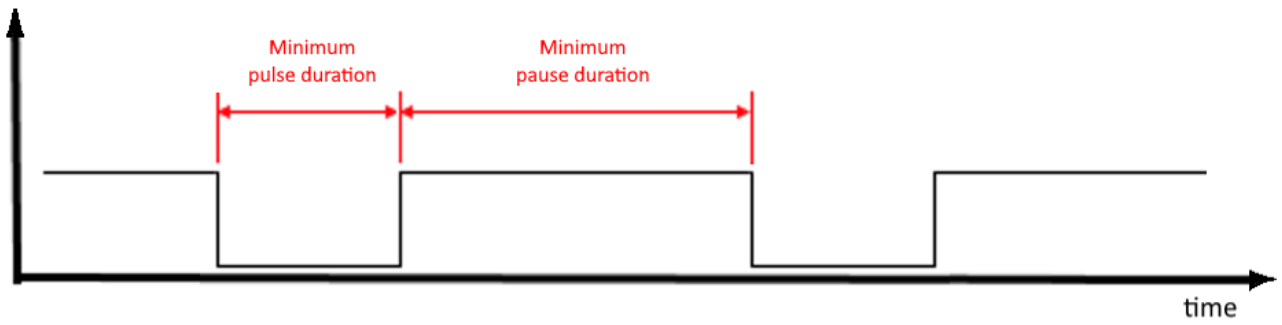 Minimum
pulse duration
Minimum
pause duration
time